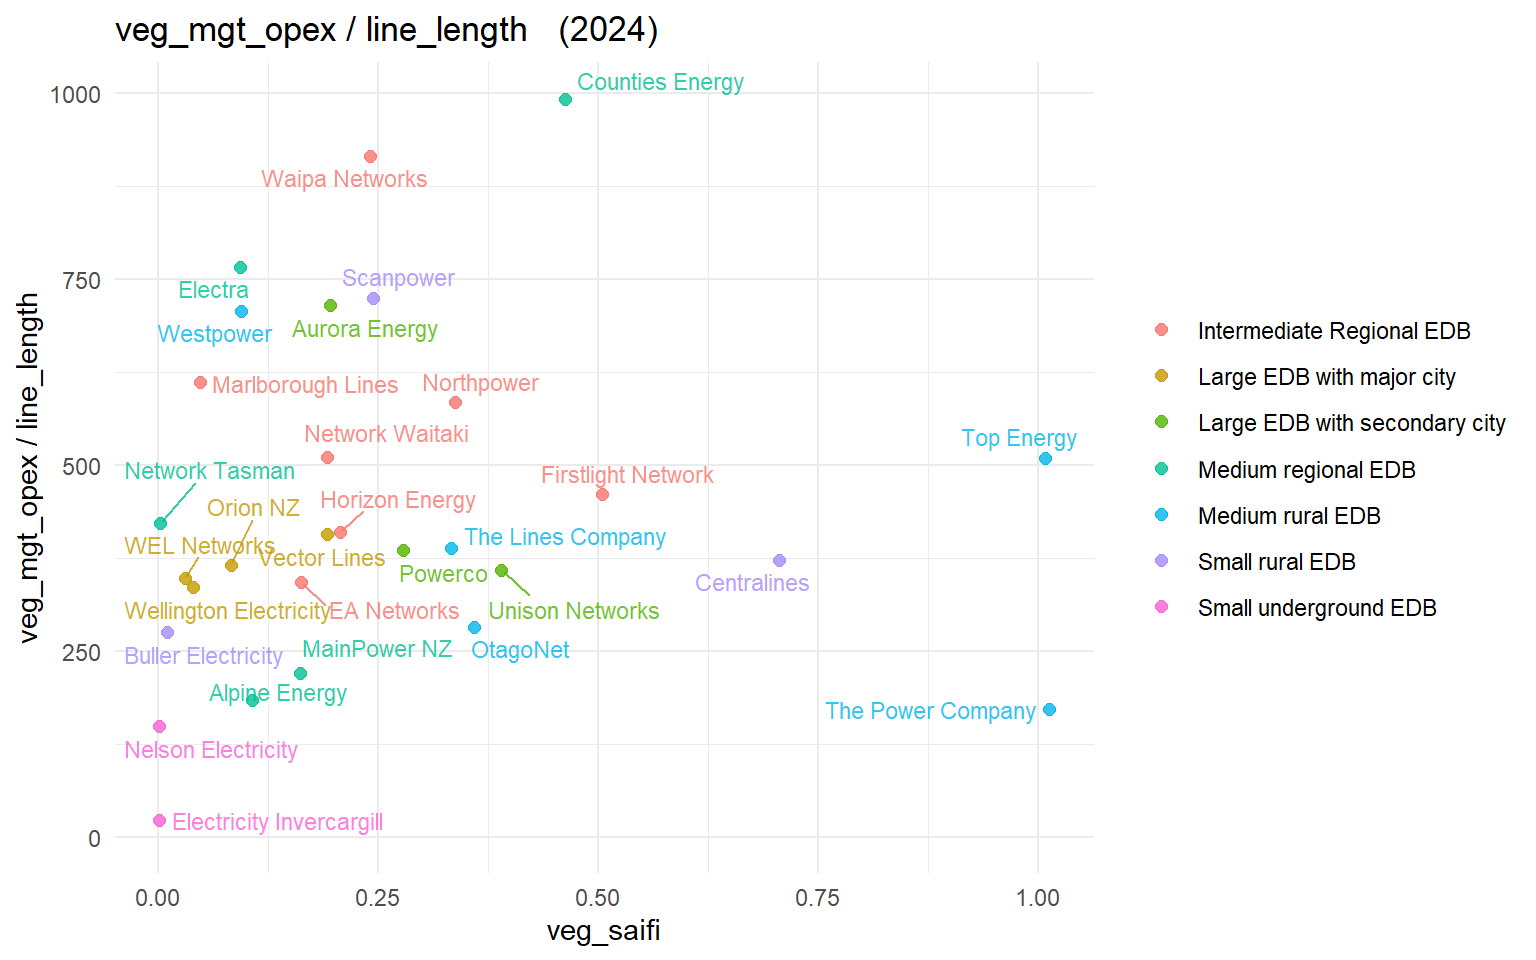 veg_mgt_opex / line_length (2024)
veg_mgt_opex / line_length
1000
750
500
250
0
Counties Energy
Waipa Networks
Scanpower
Electra
Aurora Energy
Westpower
Northpower
Marlborough Lines
Network Waitaki
Top Energy
Network Tasman
Firstlight Network
Horizon Energy
Orion NZ
The Lines Company
WEL Networks
Vector Lines
Powerco
Centralines
Wellington Electricity
EA Networks
Unison Networks
MainPower NZ
OtagoNet
Buller Electricity
Alpine Energy
The Power Company
Nelson Electricity
Electricity Invercargill
0.00
0.25
0.50
0.75
1.00
veg_saifi
Intermediate Regional EDB
Large EDB with major city
Large EDB with secondary city
Medium regional EDB
Medium rural EDB
Small rural EDB
Small underground EDB